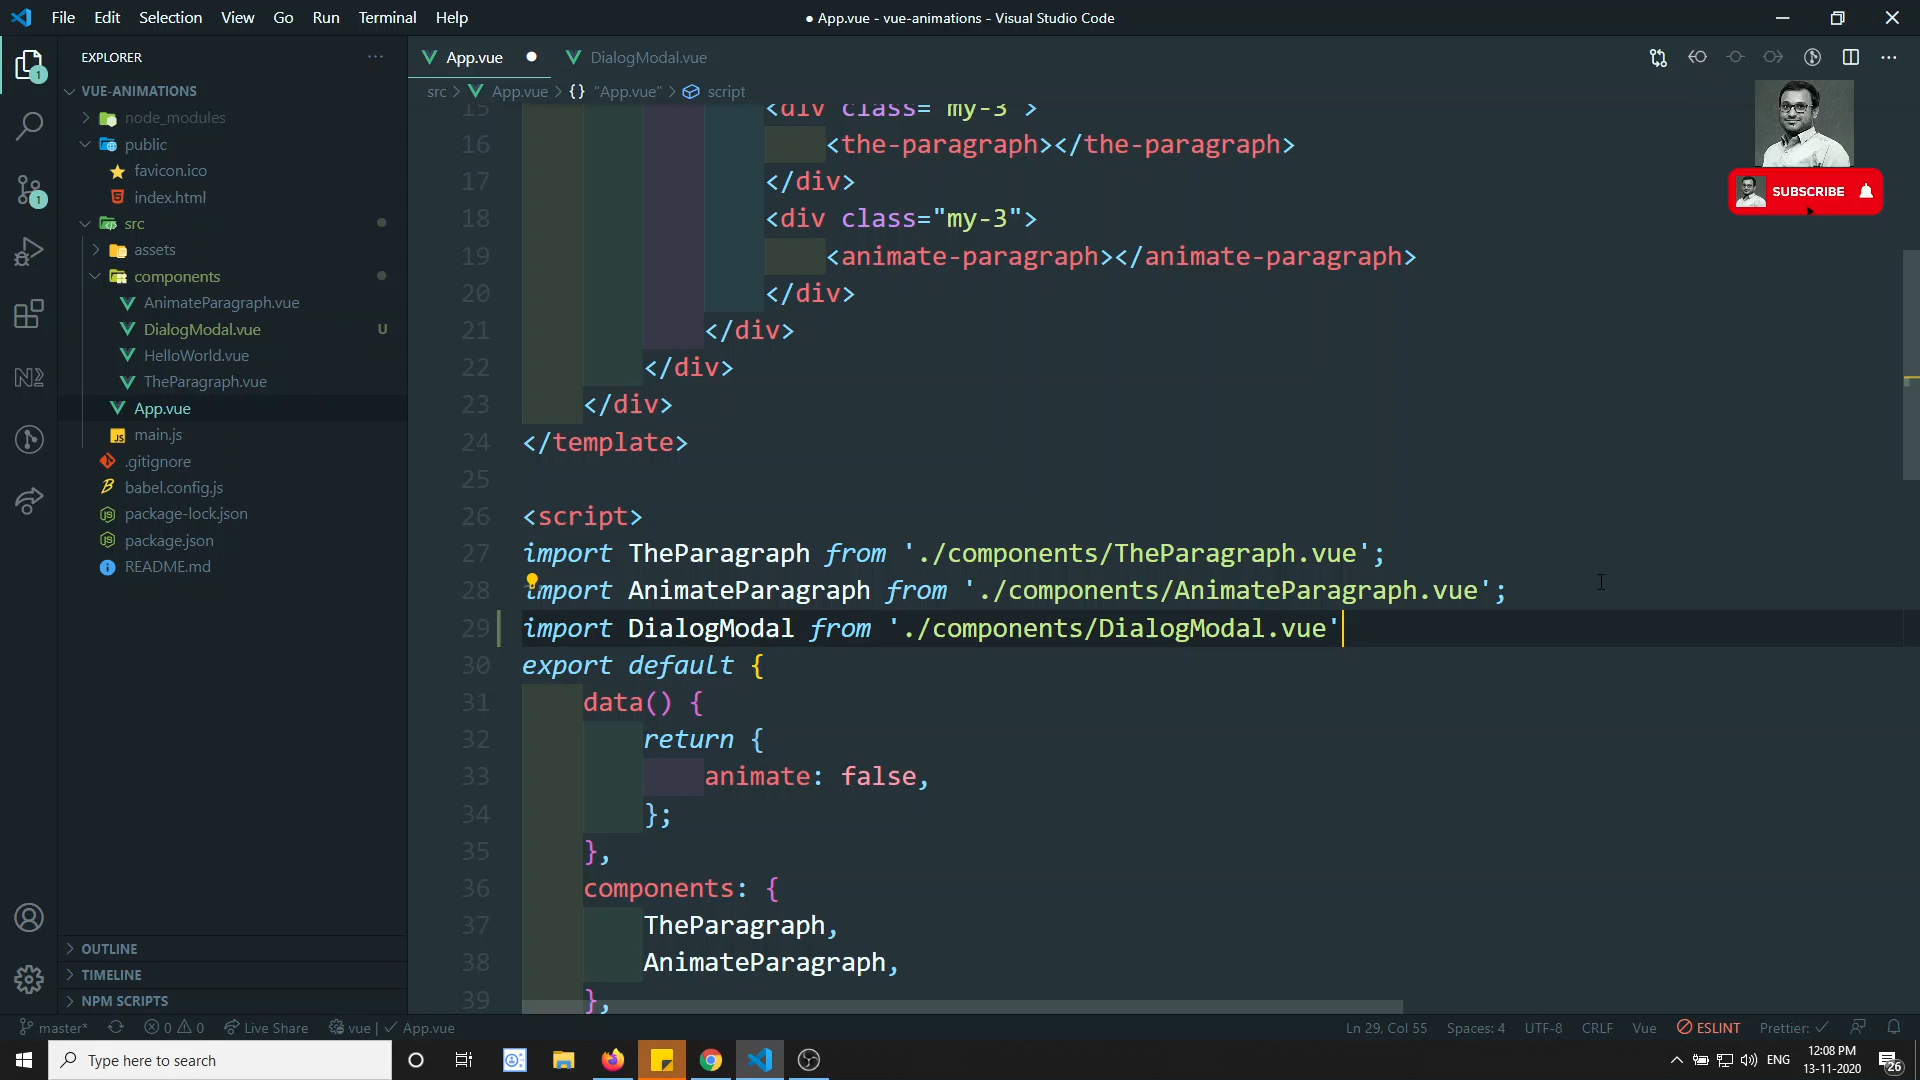 File Edit Selection View Go Run Terminal Help
● App.vue - vue-animations - Visual Studio Code
EXPLORER
VUE-ANIMATIONS
node_modules
public
favicon.ico
index.html
src
assets
components
AnimateParagraph.vue
DialogModal.vue U
HelloWorld.vue
TheParagraph.vue
App.vue
main.js
.gitignore
babel.config.js
package-lock.json
package.json
README.md
OUTLINE
TIMELINE
NPM SCRIPTS
1
1
App.vue
DialogModal.vue
src > App.vue > {} "App.vue" > script
SUBSCRIBE
15 <div class="my-3">
16 <the-paragraph></the-paragraph>
17 </div>
18 <div class="my-3">
19 <animate-paragraph></animate-paragraph>
20 </div>
21 </div>
22 </div>
23 </div>
24 </template>
25
26 <script>
27 import TheParagraph from './components/TheParagraph.vue';
28 import AnimateParagraph from './components/AnimateParagraph.vue';
29 import DialogModal from './components/DialogModal.vue'
30 export default {
31 data() {
32 return {
33 animate: false,
34 };
35 },
36 components: {
37 TheParagraph,
38 AnimateParagraph,
39 },
master* 0 0 Live Share vue | App.vue
Ln 29, Col 55 Spaces: 4 UTF-8 CRLF Vue ESLINT Prettier: ✓
Type here to search
ENG
12:08 PM
13-11-2020
26